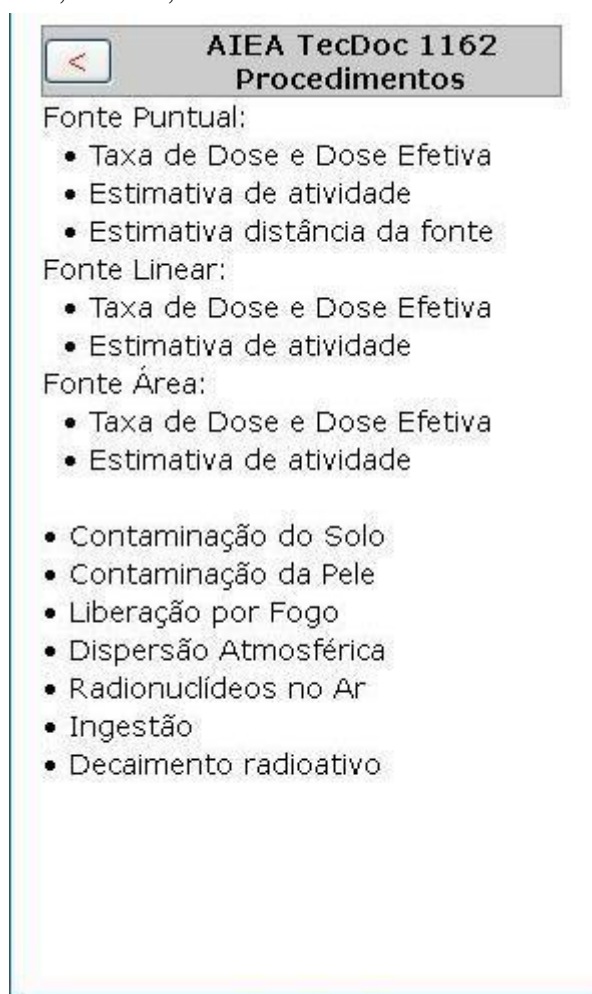 <
AIEA TecDoc 1162
Procedimentos
Fonte Puntual:
• Taxa de Dose e Dose Efetiva
• Estimativa de atividade
• Estimativa distância da fonte
Fonte Linear:
• Taxa de Dose e Dose Efetiva
• Estimativa de atividade
Fonte Área:
• Taxa de Dose e Dose Efetiva
• Estimativa de atividade
• Contaminação do Solo
• Contaminação da Pele
• Liberação por Fogo
• Dispersão Atmosférica
• Radionuclídeos no Ar
• Ingestão
• Decaimento radioativo